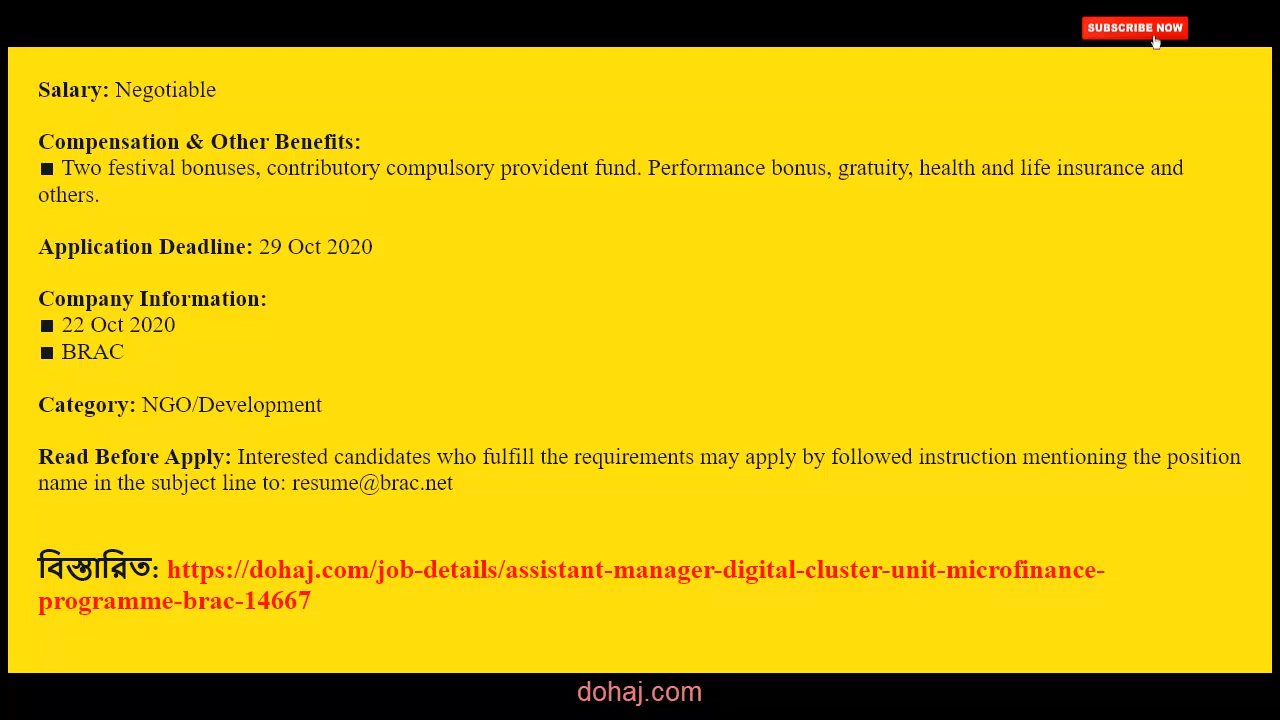 SUBSCRIBE NOW
Salary: Negotiable
Compensation & Other Benefits:
■ Two festival bonuses, contributory compulsory provident fund. Performance bonus, gratuity, health and life insurance and
others.
Application Deadline: 29 Oct 2020
Company Information:
■ 22 Oct 2020
■ BRAC
Category: NGO/Development
Read Before Apply: Interested candidates who fulfill the requirements may apply by followed instruction mentioning the position
name in the subject line to: resume@brac.net
বিস্তারিত: https://dohaj.com/job-details/assistant-manager-digital-cluster-unit-microfinance-
programme-brac-14667
dohaj.com